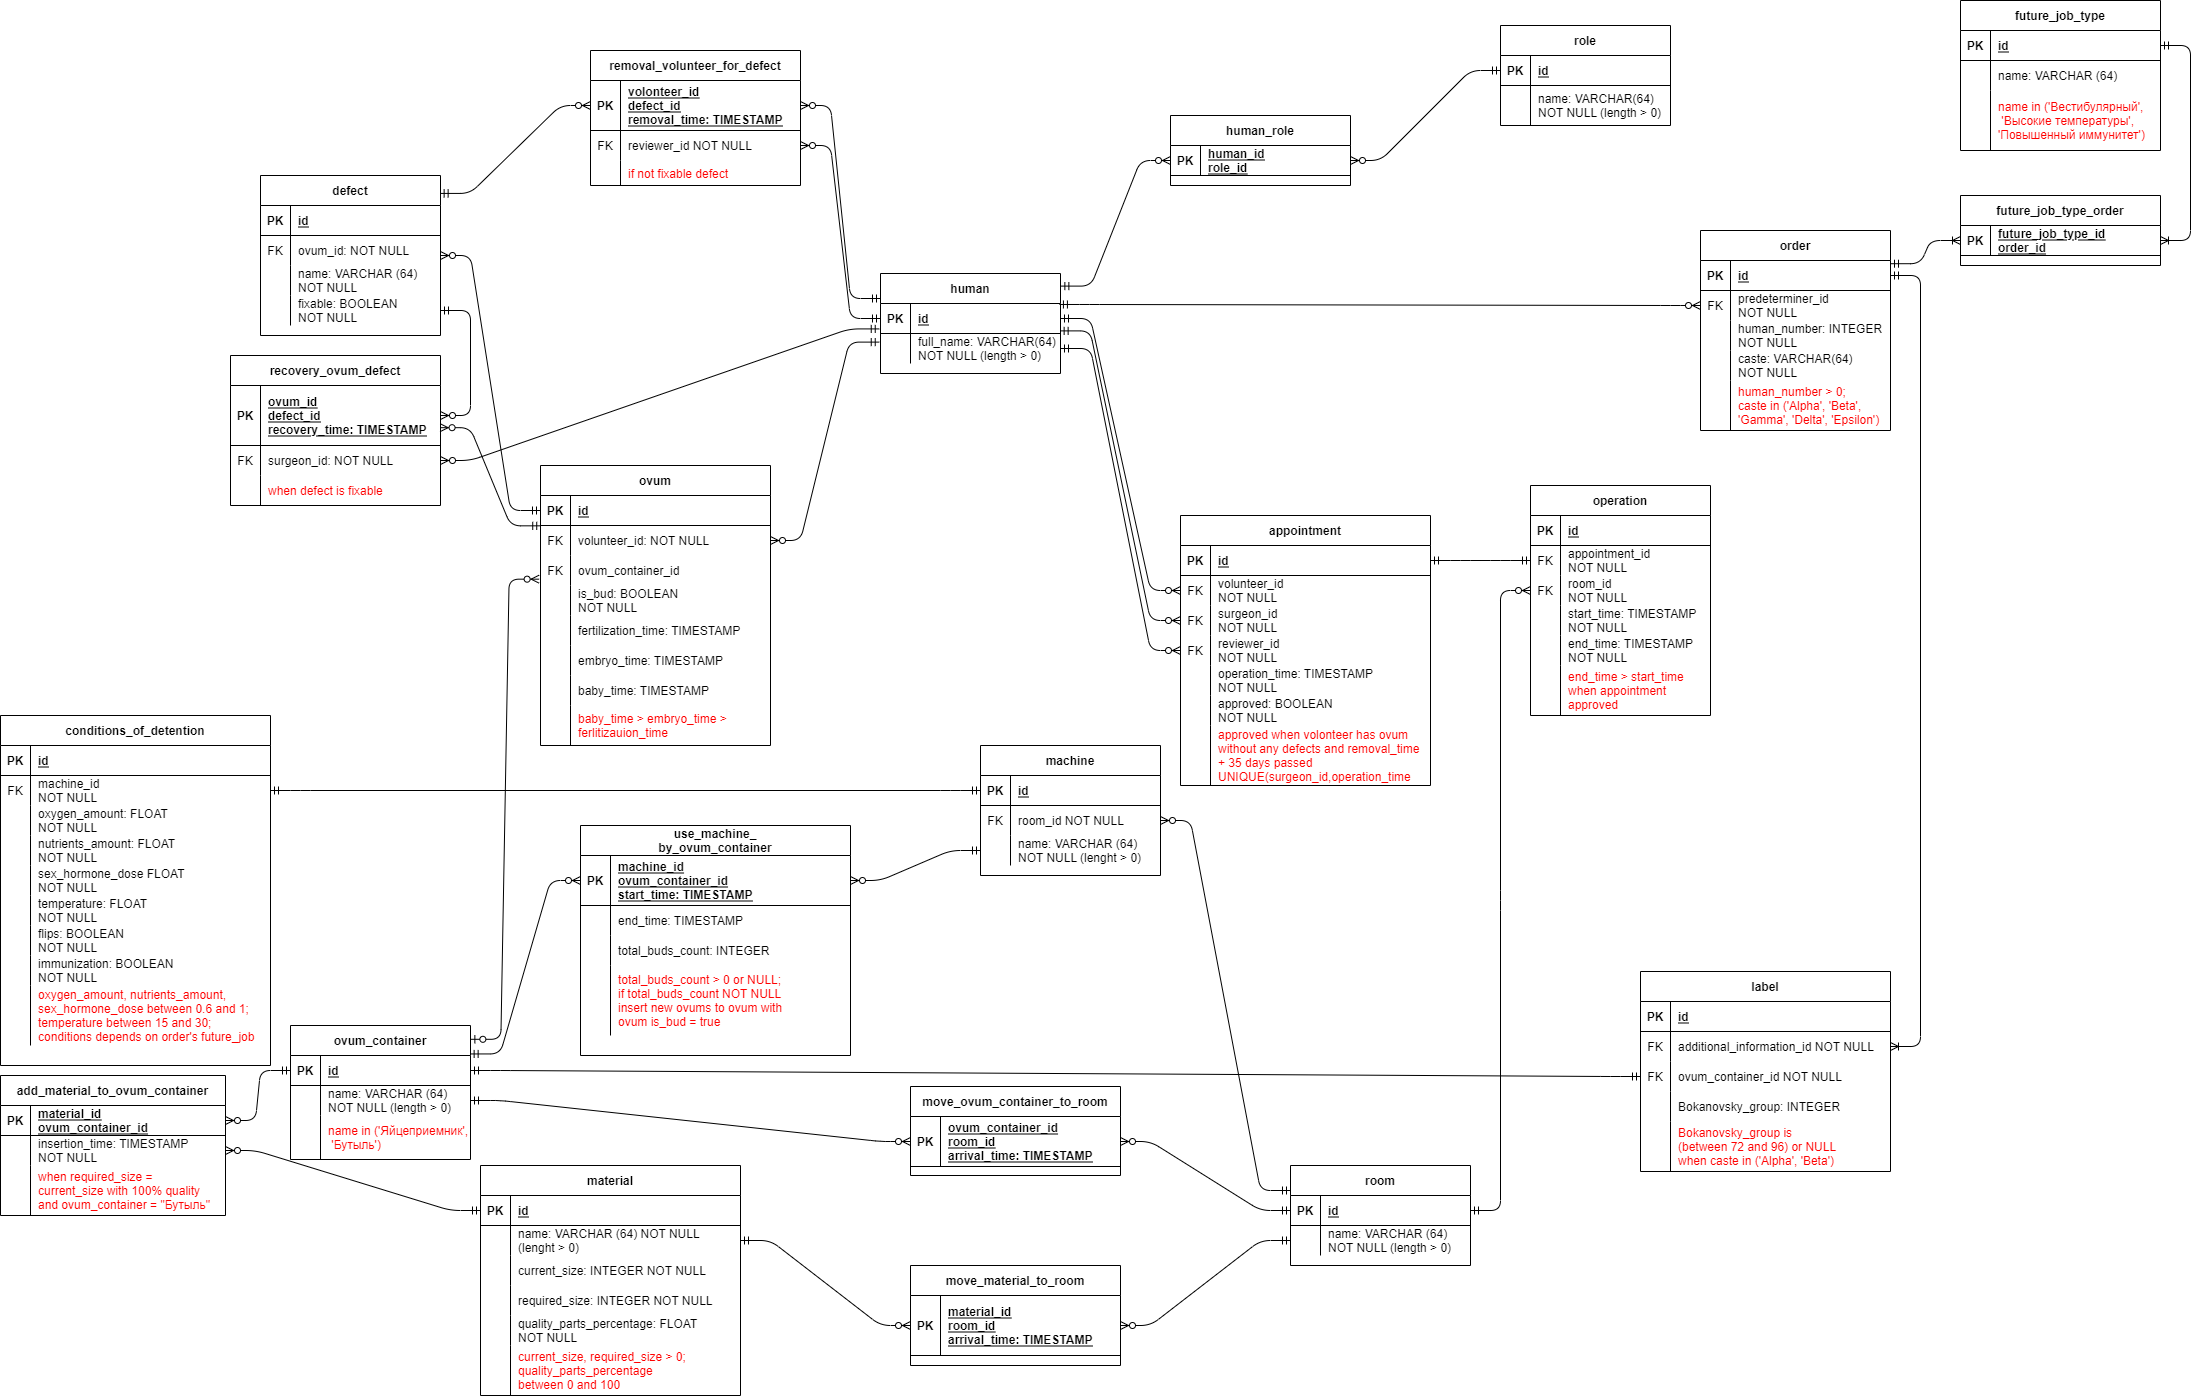 future_job_type
PK
id
name: VARCHAR (64)
name in ('Вестибулярный',
'Высокие температуры',
'Повышенный иммунитет')
role
PK
id
name: VARCHAR(64)
NOT NULL (length > 0)
removal_volunteer_for_defect
PK
volonteer_id
defect_id
removal_time: TIMESTAMP
FK
reviewer_id NOT NULL
if not fixable defect
human_role
PK
human_id
role_id
defect
PK
id
FK
ovum_id: NOT NULL
name: VARCHAR (64)
NOT NULL
fixable: BOOLEAN
NOT NULL
future_job_type_order
PK
future_job_type_id
order_id
order
PK
id
FK
predeterminer_id
NOT NULL
human_number: INTEGER
NOT NULL
caste: VARCHAR(64)
NOT NULL
human_number > 0;
caste in ('Alpha', 'Beta',
'Gamma', 'Delta', 'Epsilon')
human
PK
id
full_name: VARCHAR(64)
NOT NULL (length > 0)
recovery_ovum_defect
PK
ovum_id
defect_id
recovery_time: TIMESTAMP
FK
surgeon_id: NOT NULL
when defect is fixable
ovum
PK
id
FK
volunteer_id: NOT NULL
FK
ovum_container_id
is_bud: BOOLEAN
NOT NULL
fertilization_time: TIMESTAMP
embryo_time: TIMESTAMP
baby_time: TIMESTAMP
baby_time > embryo_time >
ferlitizauion_time
appointment
PK
id
FK
volunteer_id
NOT NULL
FK
surgeon_id
NOT NULL
FK
reviewer_id
NOT NULL
operation_time: TIMESTAMP
NOT NULL
approved: BOOLEAN
NOT NULL
approved when volonteer has ovum
without any defects and removal_time
+ 35 days passed
UNIQUE(surgeon_id,operation_time
operation
PK
id
FK
appointment_id
NOT NULL
FK
room_id
NOT NULL
start_time: TIMESTAMP
NOT NULL
end_time: TIMESTAMP
NOT NULL
end_time > start_time
when appointment
approved
conditions_of_detention
PK
id
FK
machine_id
NOT NULL
oxygen_amount: FLOAT
NOT NULL
nutrients_amount: FLOAT
NOT NULL
sex_hormone_dose FLOAT
NOT NULL
temperature: FLOAT
NOT NULL
flips: BOOLEAN
NOT NULL
immunization: BOOLEAN
NOT NULL
oxygen_amount, nutrients_amount,
sex_hormone_dose between 0.6 and 1;
temperature between 15 and 30;
conditions depends on order's future_job
machine
PK
id
FK
room_id NOT NULL
name: VARCHAR (64)
NOT NULL (lenght > 0)
use_machine_
by_ovum_container
PK
machine_id
ovum_container_id
start_time: TIMESTAMP
end_time: TIMESTAMP
total_buds_count: INTEGER
total_buds_count > 0 or NULL;
if total_buds_count NOT NULL
insert new ovums to ovum with
ovum is_bud = true
label
PK
id
FK
additional_information_id NOT NULL
FK
ovum_container_id NOT NULL
Bokanovsky_group: INTEGER
Bokanovsky_group is
(between 72 and 96) or NULL
when caste in ('Alpha', 'Beta')
ovum_container
PK
id
name: VARCHAR (64)
NOT NULL (length > 0)
name in ('Яйцеприемник',
'Бутыль')
add_material_to_ovum_container
PK
material_id
ovum_container_id
insertion_time: TIMESTAMP
NOT NULL
when required_size =
current_size with 100% quality
and ovum_container = "Бутыль"
move_ovum_container_to_room
PK
ovum_container_id
room_id
arrival_time: TIMESTAMP
material
PK
id
name: VARCHAR (64) NOT NULL
(lenght > 0)
current_size: INTEGER NOT NULL
required_size: INTEGER NOT NULL
quality_parts_percentage: FLOAT
NOT NULL
current_size, required_size > 0;
quality_parts_percentage
between 0 and 100
room
PK
id
name: VARCHAR (64)
NOT NULL (length > 0)
move_material_to_room
PK
material_id
room_id
arrival_time: TIMESTAMP